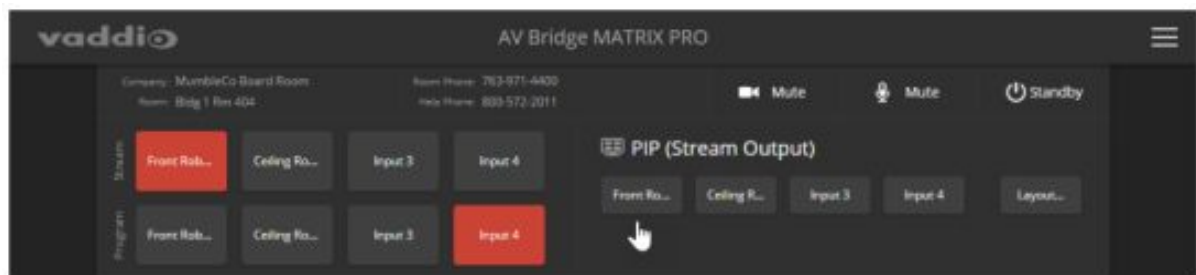 vaddio AV Bridge MATRIX PRO
Company: MumbleCo Board Room Room Phone: 763-971-4400
Room: Bldg 1 Rm 404 Help Phone: 800-572-2011
Mute Mute Standby
PIP (Stream Output)
Stream Front Rob... Ceiling Ro... Input 3 Input 4
Front Ro... Ceiling R... Input 3 Input 4 Layout...
Program Front Rob... Ceiling Ro... Input 3 Input 4